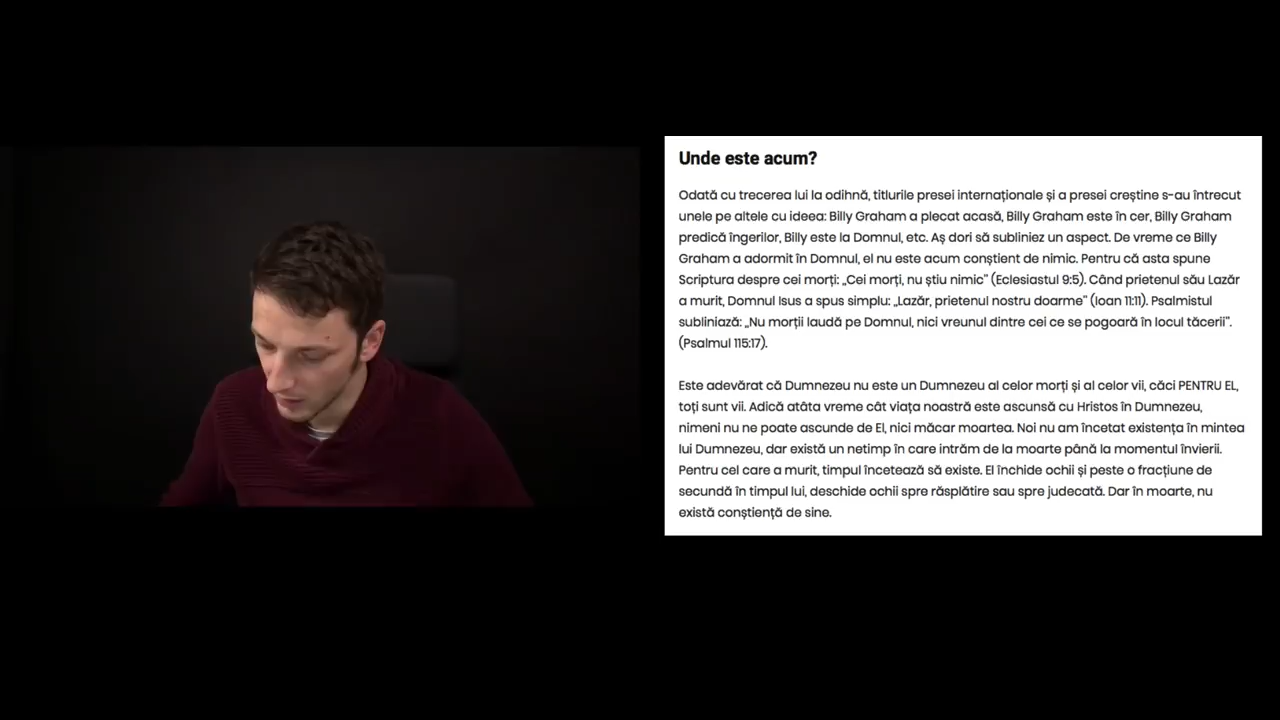 Unde este acum?
Odată cu trecerea lui la odihnă, titlurile presei internaționale și a presei creștine s-au întrecut
unele pe altele cu ideea: Billy Graham a plecat acasă, Billy Graham este în cer, Billy Graham
predică îngerilor, Billy este la Domnul, etc. Aș dori să subliniez un aspect. De vreme ce Billy
Graham a adormit în Domnul, el nu este acum conștient de nimic. Pentru că asta spune
Scriptura despre cei morți: „Cei morți, nu știu nimic” (Eclesiastul 9:5). Când prietenul său Lazăr
a murit, Domnul Isus a spus simplu: „Lazăr, prietenul nostru doarme” (Ioan 11:11). Psalmistul
subliniază: „Nu morții laudă pe Domnul, nici vreunul dintre cei ce se pogoară în locul tăcerii”.
(Psalmul 115:17).
Este adevărat că Dumnezeu nu este un Dumnezeu al celor morți și al celor vii, căci PENTRU EL,
toți sunt vii. Adică atâta vreme cât viața noastră este ascunsă cu Hristos în Dumnezeu,
nimeni nu ne poate ascunde de El, nici măcar moartea. Noi nu am încetat existența în mintea
lui Dumnezeu, dar există un netimp în care intrăm de la moarte până la momentul învierii.
Pentru cel care a murit, timpul încetează să existe. El închide ochii și peste o fracțiune de
secundă în timpul lui, deschide ochii spre răsplătire sau spre judecată. Dar în moarte, nu
există conștiență de sine.